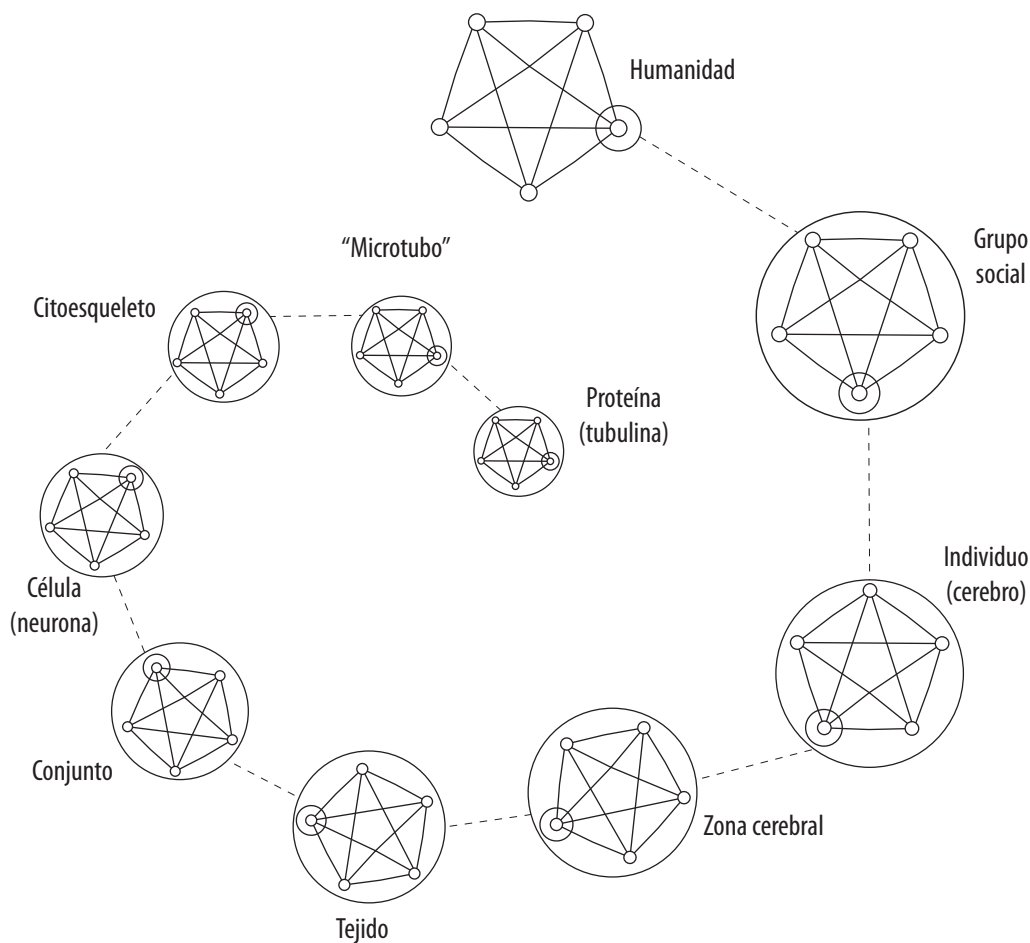 Humanidad
Grupo
social
Individuo
(cerebro)
Zona cerebral
Tejido
Conjunto
Célula
(neurona)
Citoesqueleto
“Microtubo”
Proteína
(tubulina)